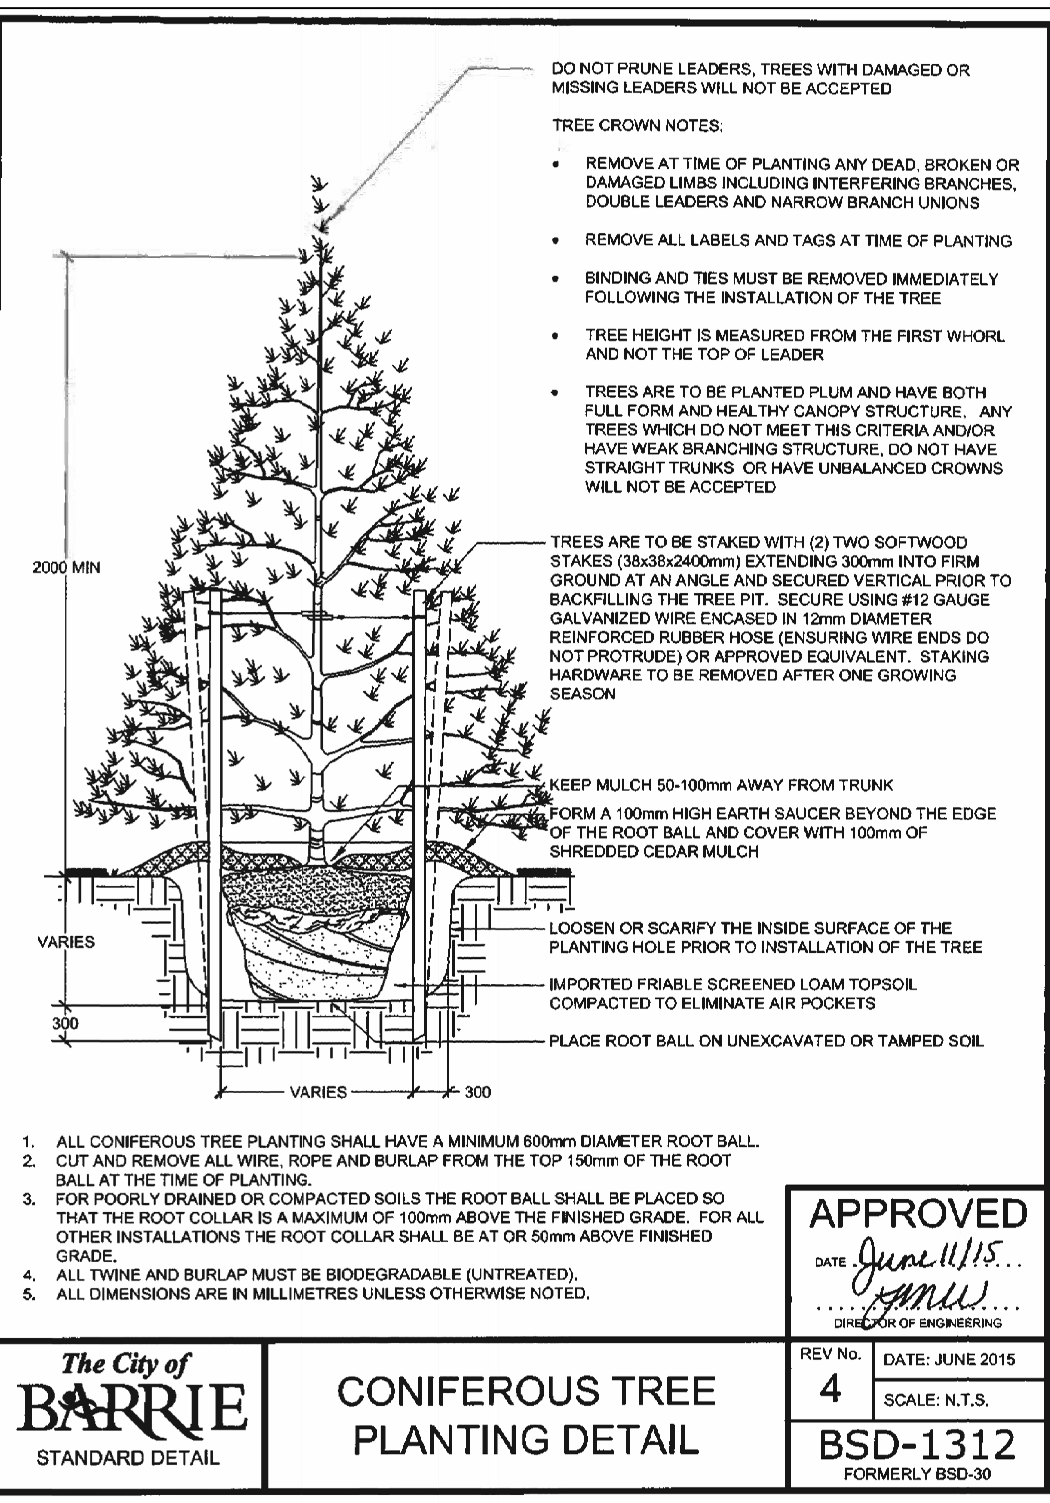 DO NOT PRUNE LEADERS, TREES WITH DAMAGED OR
MISSING LEADERS WILL NOT BE ACCEPTED
TREE CROWN NOTES:
• REMOVE AT TIME OF PLANTING ANY DEAD, BROKEN OR
DAMAGED LIMBS INCLUDING INTERFERING BRANCHES,
DOUBLE LEADERS AND NARROW BRANCH UNIONS
• REMOVE ALL LABELS AND TAGS AT TIME OF PLANTING
• BINDING AND TIES MUST BE REMOVED IMMEDIATELY
FOLLOWING THE INSTALLATION OF THE TREE
• TREE HEIGHT IS MEASURED FROM THE FIRST WHORL
AND NOT THE TOP OF LEADER
• TREES ARE TO BE PLANTED PLUM AND HAVE BOTH
FULL FORM AND HEALTHY CANOPY STRUCTURE. ANY
TREES WHICH DO NOT MEET THIS CRITERIA AND/OR
HAVE WEAK BRANCHING STRUCTURE, DO NOT HAVE
STRAIGHT TRUNKS OR HAVE UNBALANCED CROWNS
WILL NOT BE ACCEPTED
TREES ARE TO BE STAKED WITH (2) TWO SOFTWOOD
STAKES (38x38x2400mm) EXTENDING 300mm INTO FIRM
GROUND AT AN ANGLE AND SECURED VERTICAL PRIOR TO
BACKFILLING THE TREE PIT. SECURE USING #12 GAUGE
GALVANIZED WIRE ENCASED IN 12mm DIAMETER
REINFORCED RUBBER HOSE (ENSURING WIRE ENDS DO
NOT PROTRUDE) OR APPROVED EQUIVALENT. STAKING
HARDWARE TO BE REMOVED AFTER ONE GROWING
SEASON
2000 MIN
KEEP MULCH 50-100mm AWAY FROM TRUNK
FORM A 100mm HIGH EARTH SAUCER BEYOND THE EDGE
OF THE ROOT BALL AND COVER WITH 100mm OF
SHREDDED CEDAR MULCH
LOOSEN OR SCARIFY THE INSIDE SURFACE OF THE
PLANTING HOLE PRIOR TO INSTALLATION OF THE TREE
VARIES
IMPORTED FRIABLE SCREENED LOAM TOPSOIL
COMPACTED TO ELIMINATE AIR POCKETS
300
PLACE ROOT BALL ON UNEXCAVATED OR TAMPED SOIL
VARIES
300
1. ALL CONIFEROUS TREE PLANTING SHALL HAVE A MINIMUM 600mm DIAMETER ROOT BALL.
2. CUT AND REMOVE ALL WIRE, ROPE AND BURLAP FROM THE TOP 150mm OF THE ROOT
BALL AT THE TIME OF PLANTING.
3. FOR POORLY DRAINED OR COMPACTED SOILS THE ROOT BALL SHALL BE PLACED SO
THAT THE ROOT COLLAR IS A MAXIMUM OF 100mm ABOVE THE FINISHED GRADE. FOR ALL
OTHER INSTALLATIONS THE ROOT COLLAR SHALL BE AT OR 50mm ABOVE FINISHED
GRADE.
4. ALL TWINE AND BURLAP MUST BE BIODEGRADABLE (UNTREATED).
5. ALL DIMENSIONS ARE IN MILLIMETRES UNLESS OTHERWISE NOTED.
APPROVED
DATE June 11/15
DIRECTOR OF ENGINEERING
The City of
BARRIE
STANDARD DETAIL
CONIFEROUS TREE
PLANTING DETAIL
REV No.
4
DATE: JUNE 2015
SCALE: N.T.S.
BSD-1312
FORMERLY BSD-30